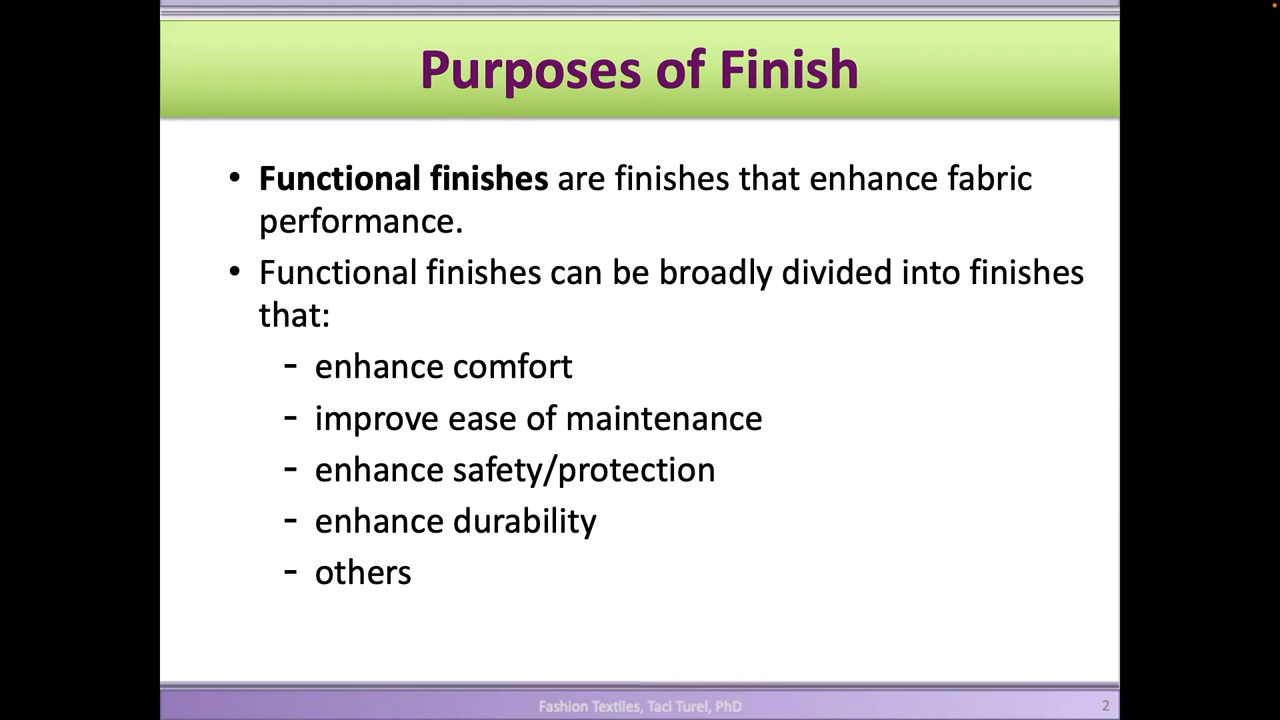 Purposes of Finish
• Functional finishes are finishes that enhance fabric
performance.
• Functional finishes can be broadly divided into finishes
that:
- enhance comfort
- improve ease of maintenance
- enhance safety/protection
- enhance durability
- others
Fashion Textiles, Taci Turel, PhD
2